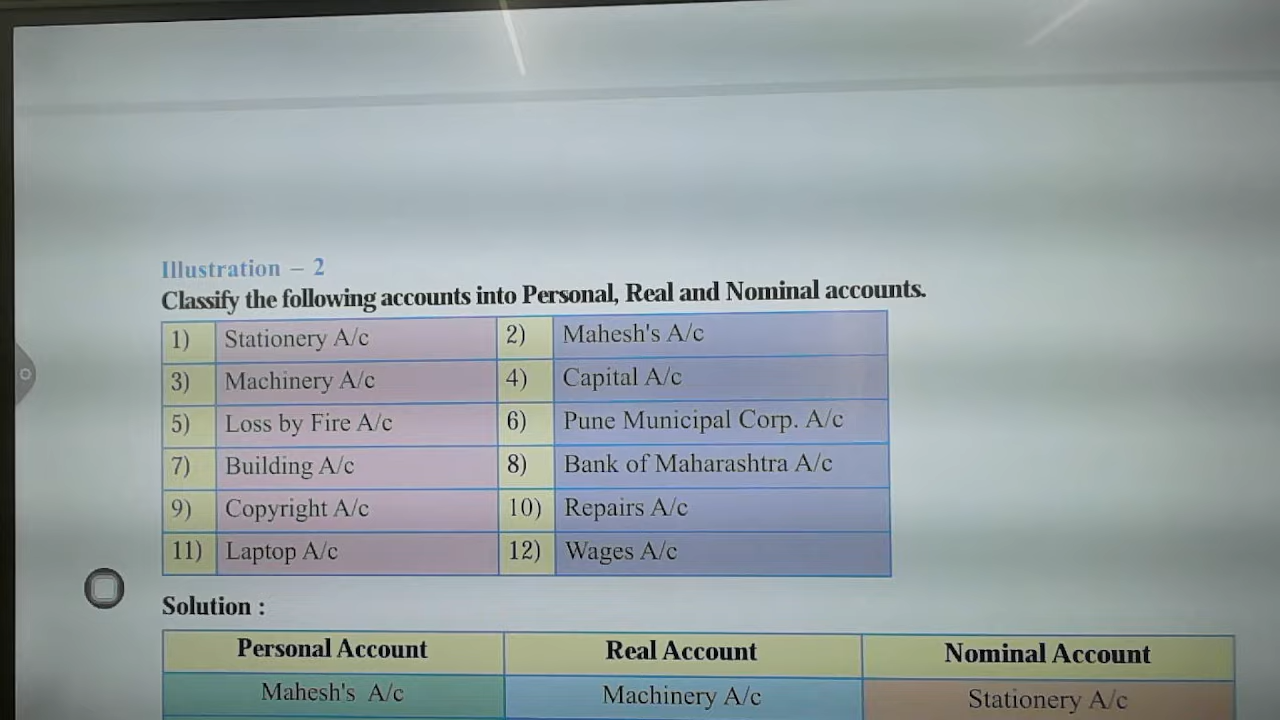 Illustration – 2
Classify the following accounts into Personal, Real and Nominal accounts.
1) Stationery A/c 2) Mahesh's A/c
3) Machinery A/c 4) Capital A/c
5) Loss by Fire A/c 6) Pune Municipal Corp. A/c
7) Building A/c 8) Bank of Maharashtra A/c
9) Copyright A/c 10) Repairs A/c
11) Laptop A/c 12) Wages A/c
Solution :
Personal Account Real Account Nominal Account
Mahesh's A/c Machinery A/c Stationery A/c